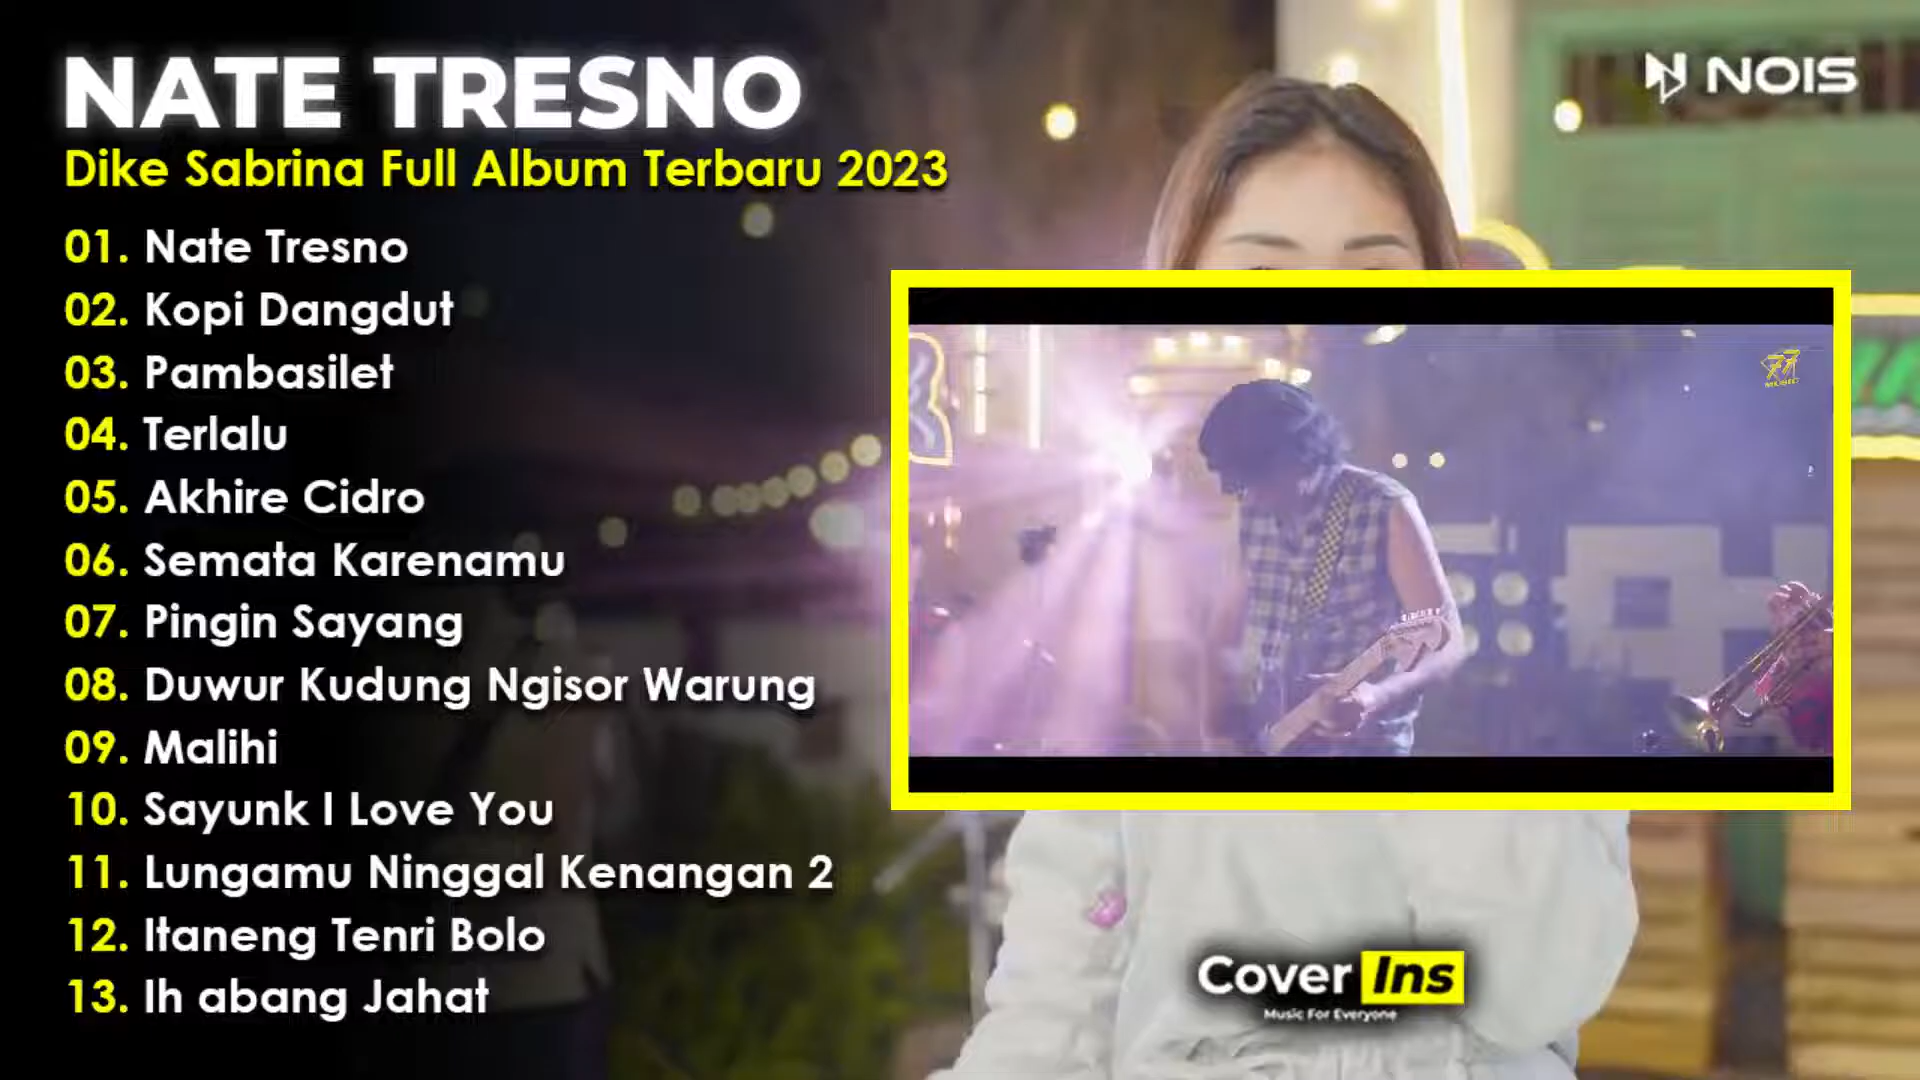 NATE TRESNO
NOIS
Dike Sabrina Full Album Terbaru 2023
01. Nate Tresno
02. Kopi Dangdut
03. Pambasilet
04. Terlalu
05. Akhire Cidro
06. Semata Karenamu
07. Pingin Sayang
08. Duwur Kudung Ngisor Warung
09. Malihi
10. Sayunk I Love You
11. Lungamu Ninggal Kenangan 2
12. Itaneng Tenri Bolo
13. Ih abang Jahat
Cover Ins
Music For Everyone